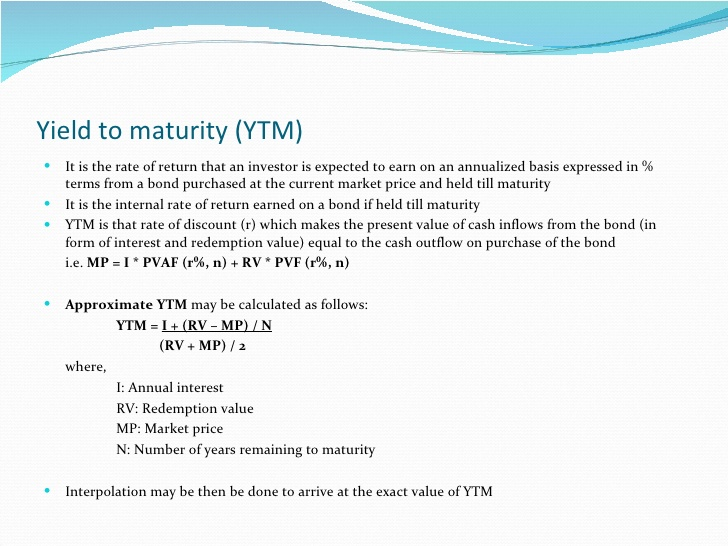 Yield to maturity (YTM)
• It is the rate of return that an investor is expected to earn on an annualized basis expressed in %
terms from a bond purchased at the current market price and held till maturity
• It is the internal rate of return earned on a bond if held till maturity
• YTM is that rate of discount (r) which makes the present value of cash inflows from the bond (in
form of interest and redemption value) equal to the cash outflow on purchase of the bond
i.e. MP = I * PVAF (r%, n) + RV * PVF (r%, n)
• Approximate YTM may be calculated as follows:
YTM = I + (RV – MP) / N
(RV + MP) / 2
where,
I: Annual interest
RV: Redemption value
MP: Market price
N: Number of years remaining to maturity
• Interpolation may be then be done to arrive at the exact value of YTM